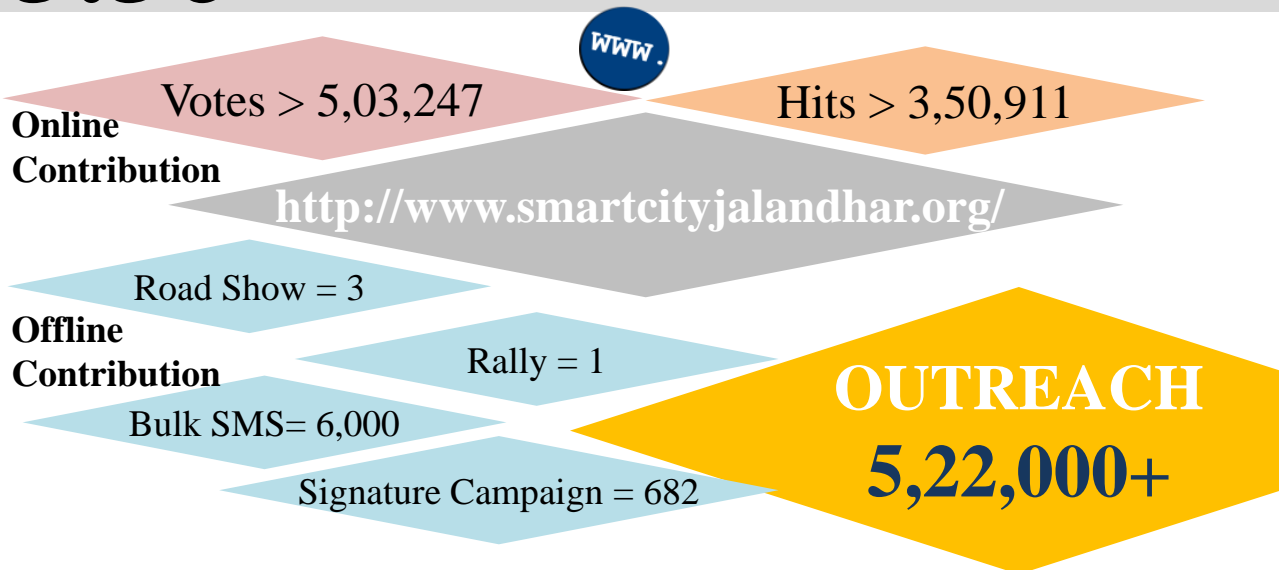 www.
Votes > 5,03,247
Hits > 3,50,911
Online
Contribution
http://www.smartcityjalandhar.org/
Road Show = 3
Offline
Contribution
Rally = 1
Bulk SMS= 6,000
Signature Campaign = 682
OUTREACH
5,22,000+